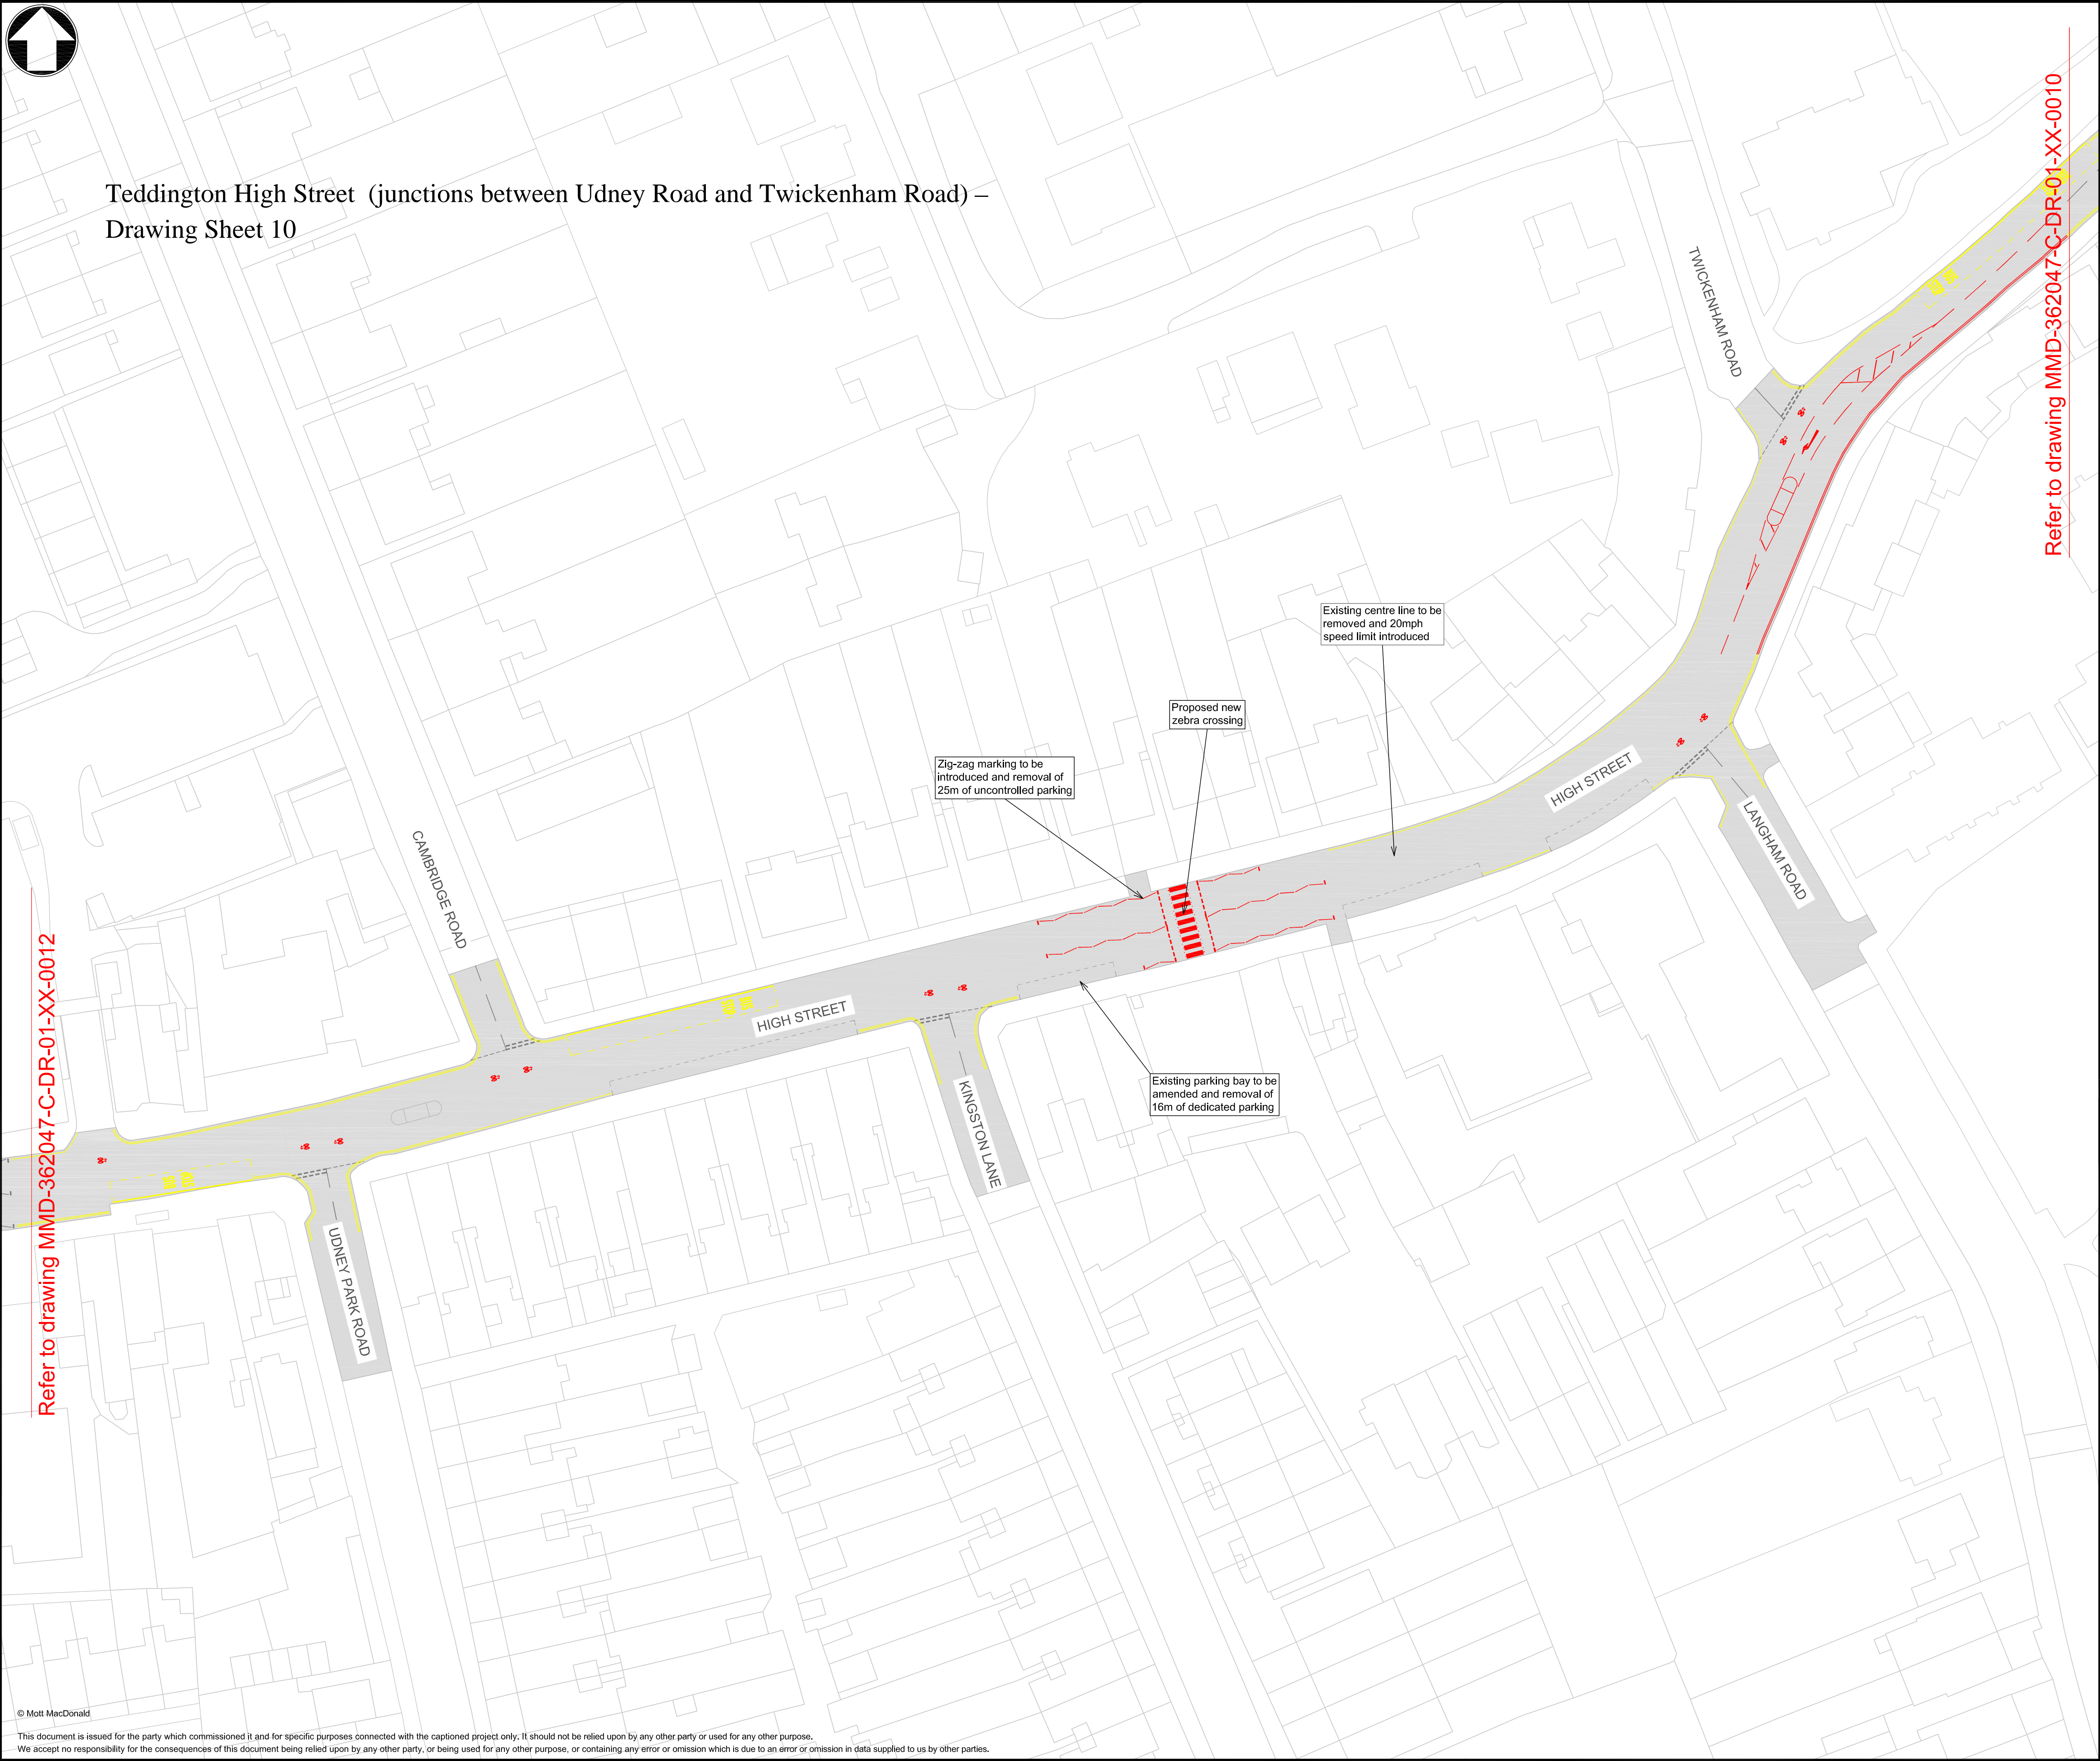 Teddington High Street  (junctions between Udney Road and Twickenham Road) –
Drawing Sheet 10
Refer to drawing MMD-362047-C-DR-01-XX-0010
TWICKENHAM ROAD
Existing centre line to be
removed and 20mph
speed limit introduced
Proposed new
zebra crossing
Zig-zag marking to be
introduced and removal of
25m of uncontrolled parking
HIGH STREET
LANGHAM ROAD
CAMBRIDGE ROAD
Refer to drawing MMD-362047-C-DR-01-XX-0012
HIGH STREET
KINGSTON LANE
Existing parking bay to be
amended and removal of
16m of dedicated parking
UDNEY PARK ROAD
© Mott MacDonald
This document is issued for the party which commissioned it and for specific purposes connected with the captioned project only. It should not be relied upon by any other party or used for any other purpose.
We accept no responsibility for the consequences of this document being relied upon by any other party, or being used for any other purpose, or containing any error or omission which is due to an error or omission in data supplied to us by other parties.